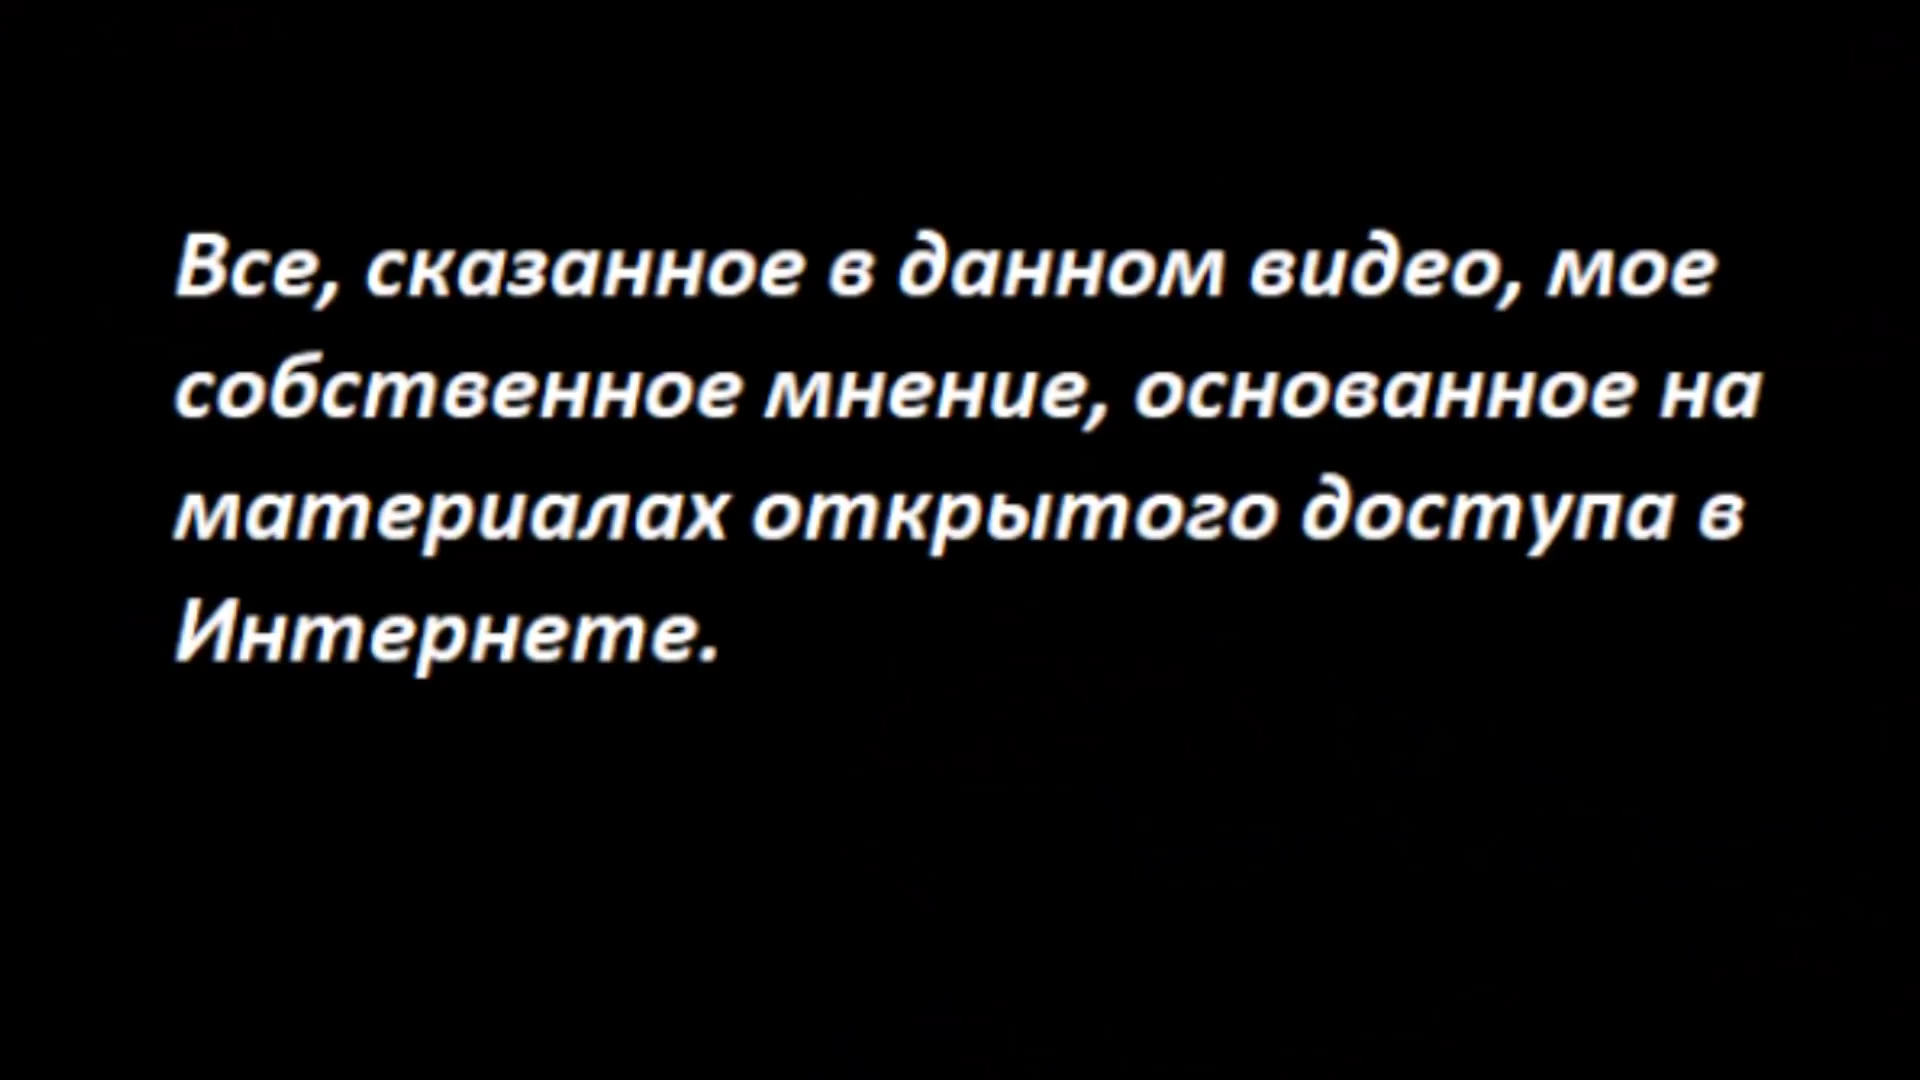 Все, сказанное в данном видео, мое
собственное мнение, основанное на
материалах открытого доступа в
Интернете.